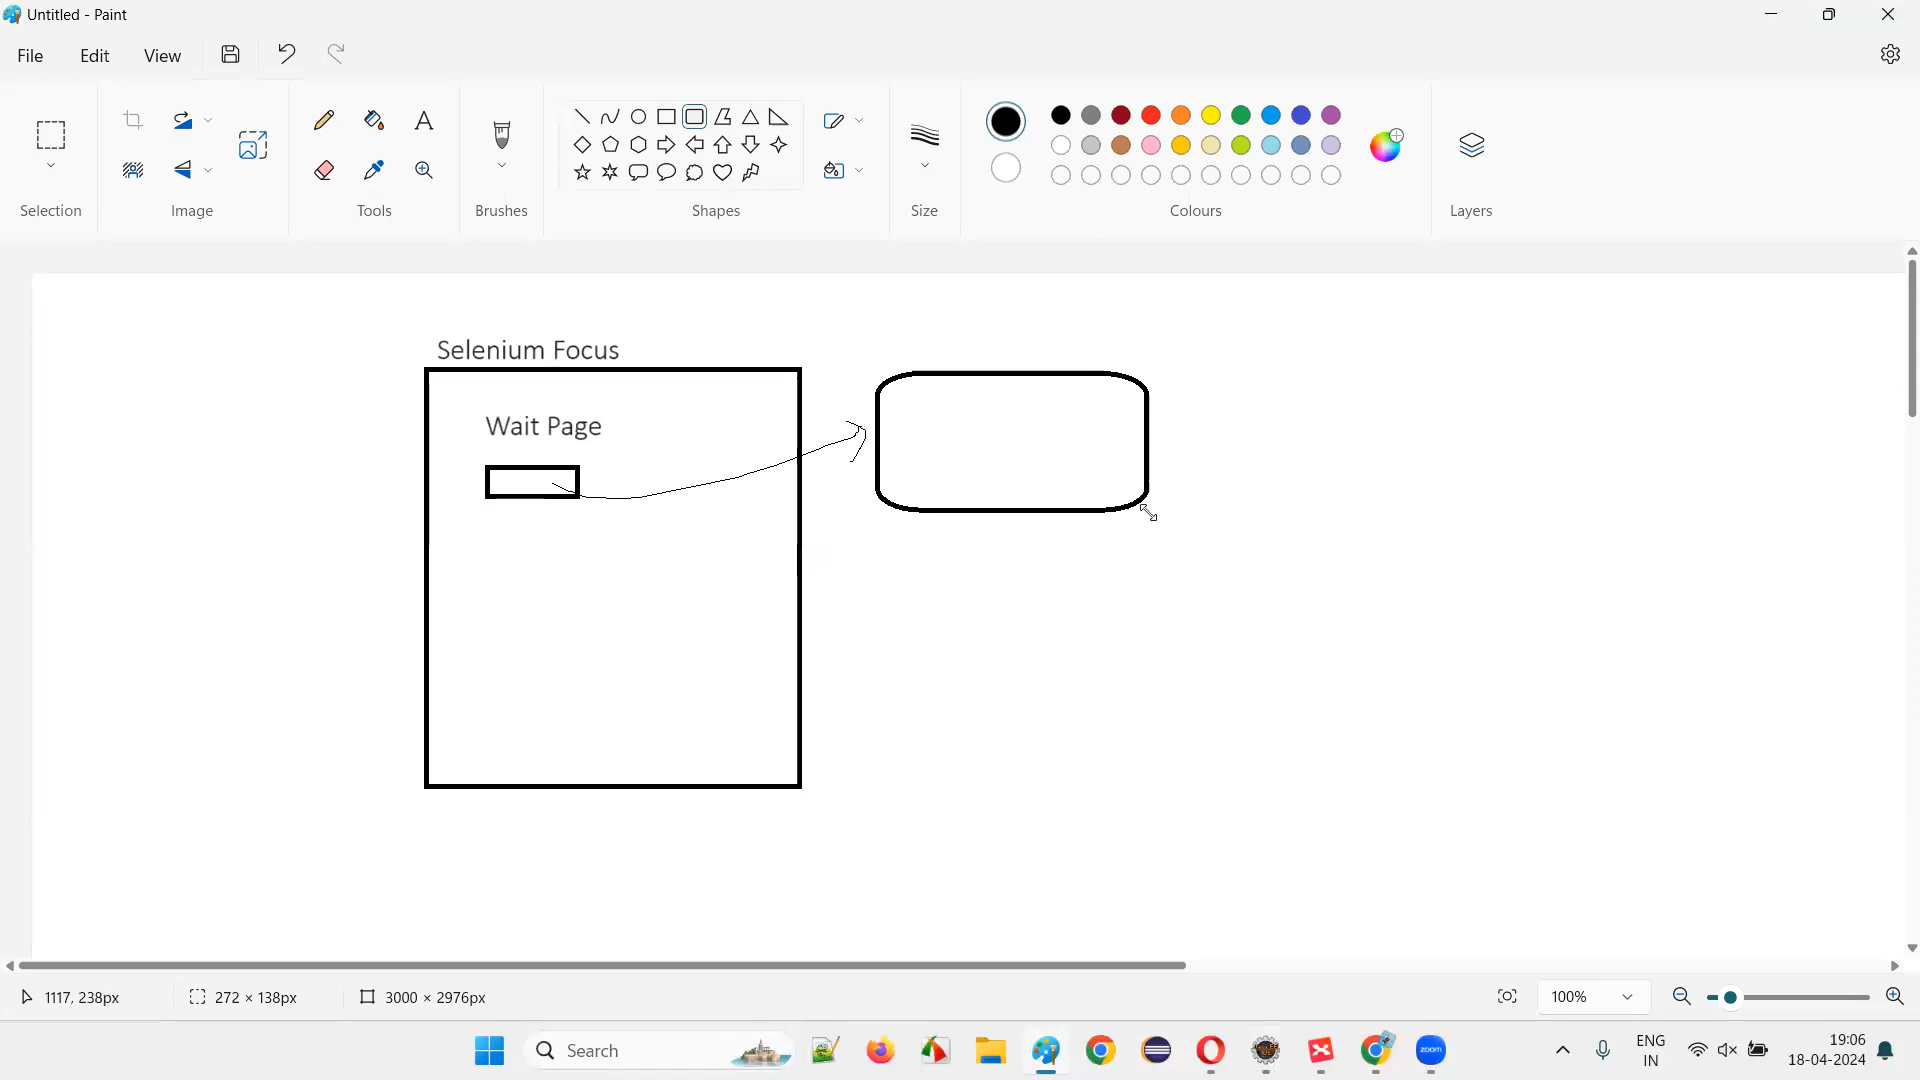 Untitled - Paint
File Edit View
Selection Image Tools Brushes Shapes Size Colours Layers
Selenium Focus
Wait Page
1117, 238px 272 × 138px 3000 × 2976px 100%
Search zoom ENG 19:06
IN 18-04-2024